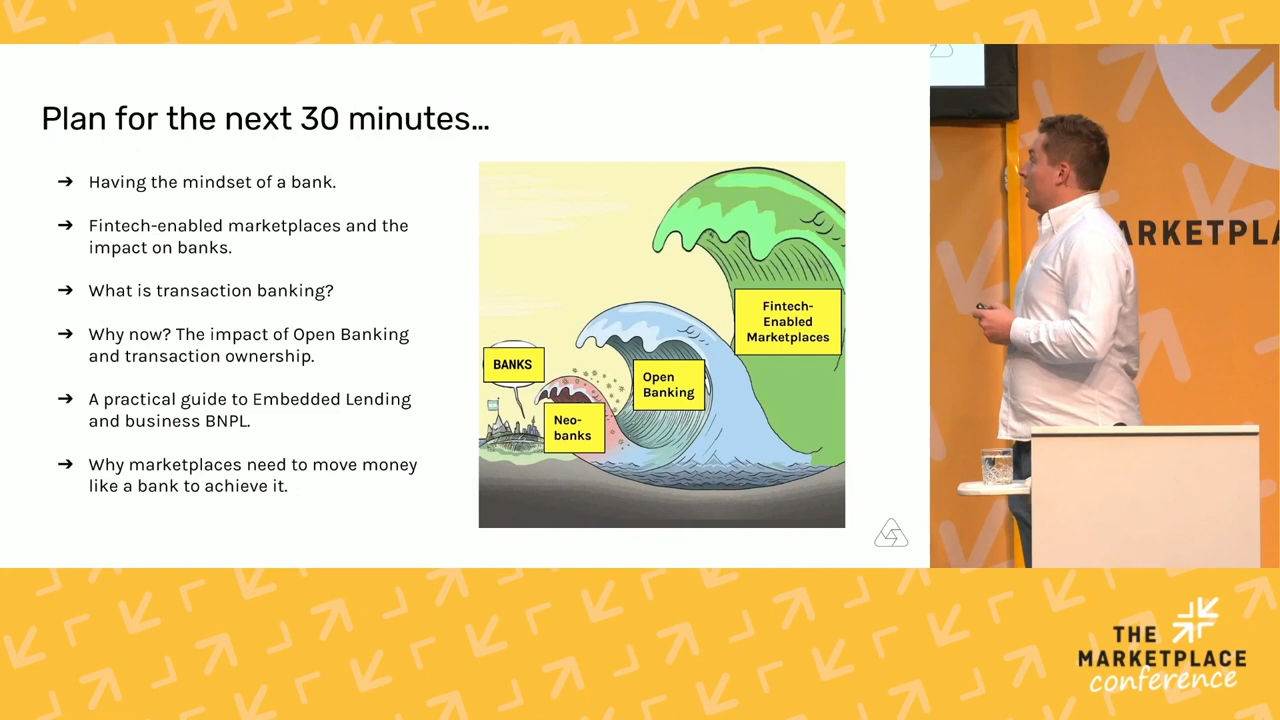 Plan for the next 30 minutes…
➔ Having the mindset of a bank.
➔ Fintech-enabled marketplaces and the
impact on banks.
➔ What is transaction banking?
➔ Why now? The impact of Open Banking
and transaction ownership.
➔ A practical guide to Embedded Lending
and business BNPL.
➔ Why marketplaces need to move money
like a bank to achieve it.
BANKS
Neo-
banks
Open
Banking
Fintech-
Enabled
Marketplaces
ARKETPLA
THE
MARKETPLACE
conference